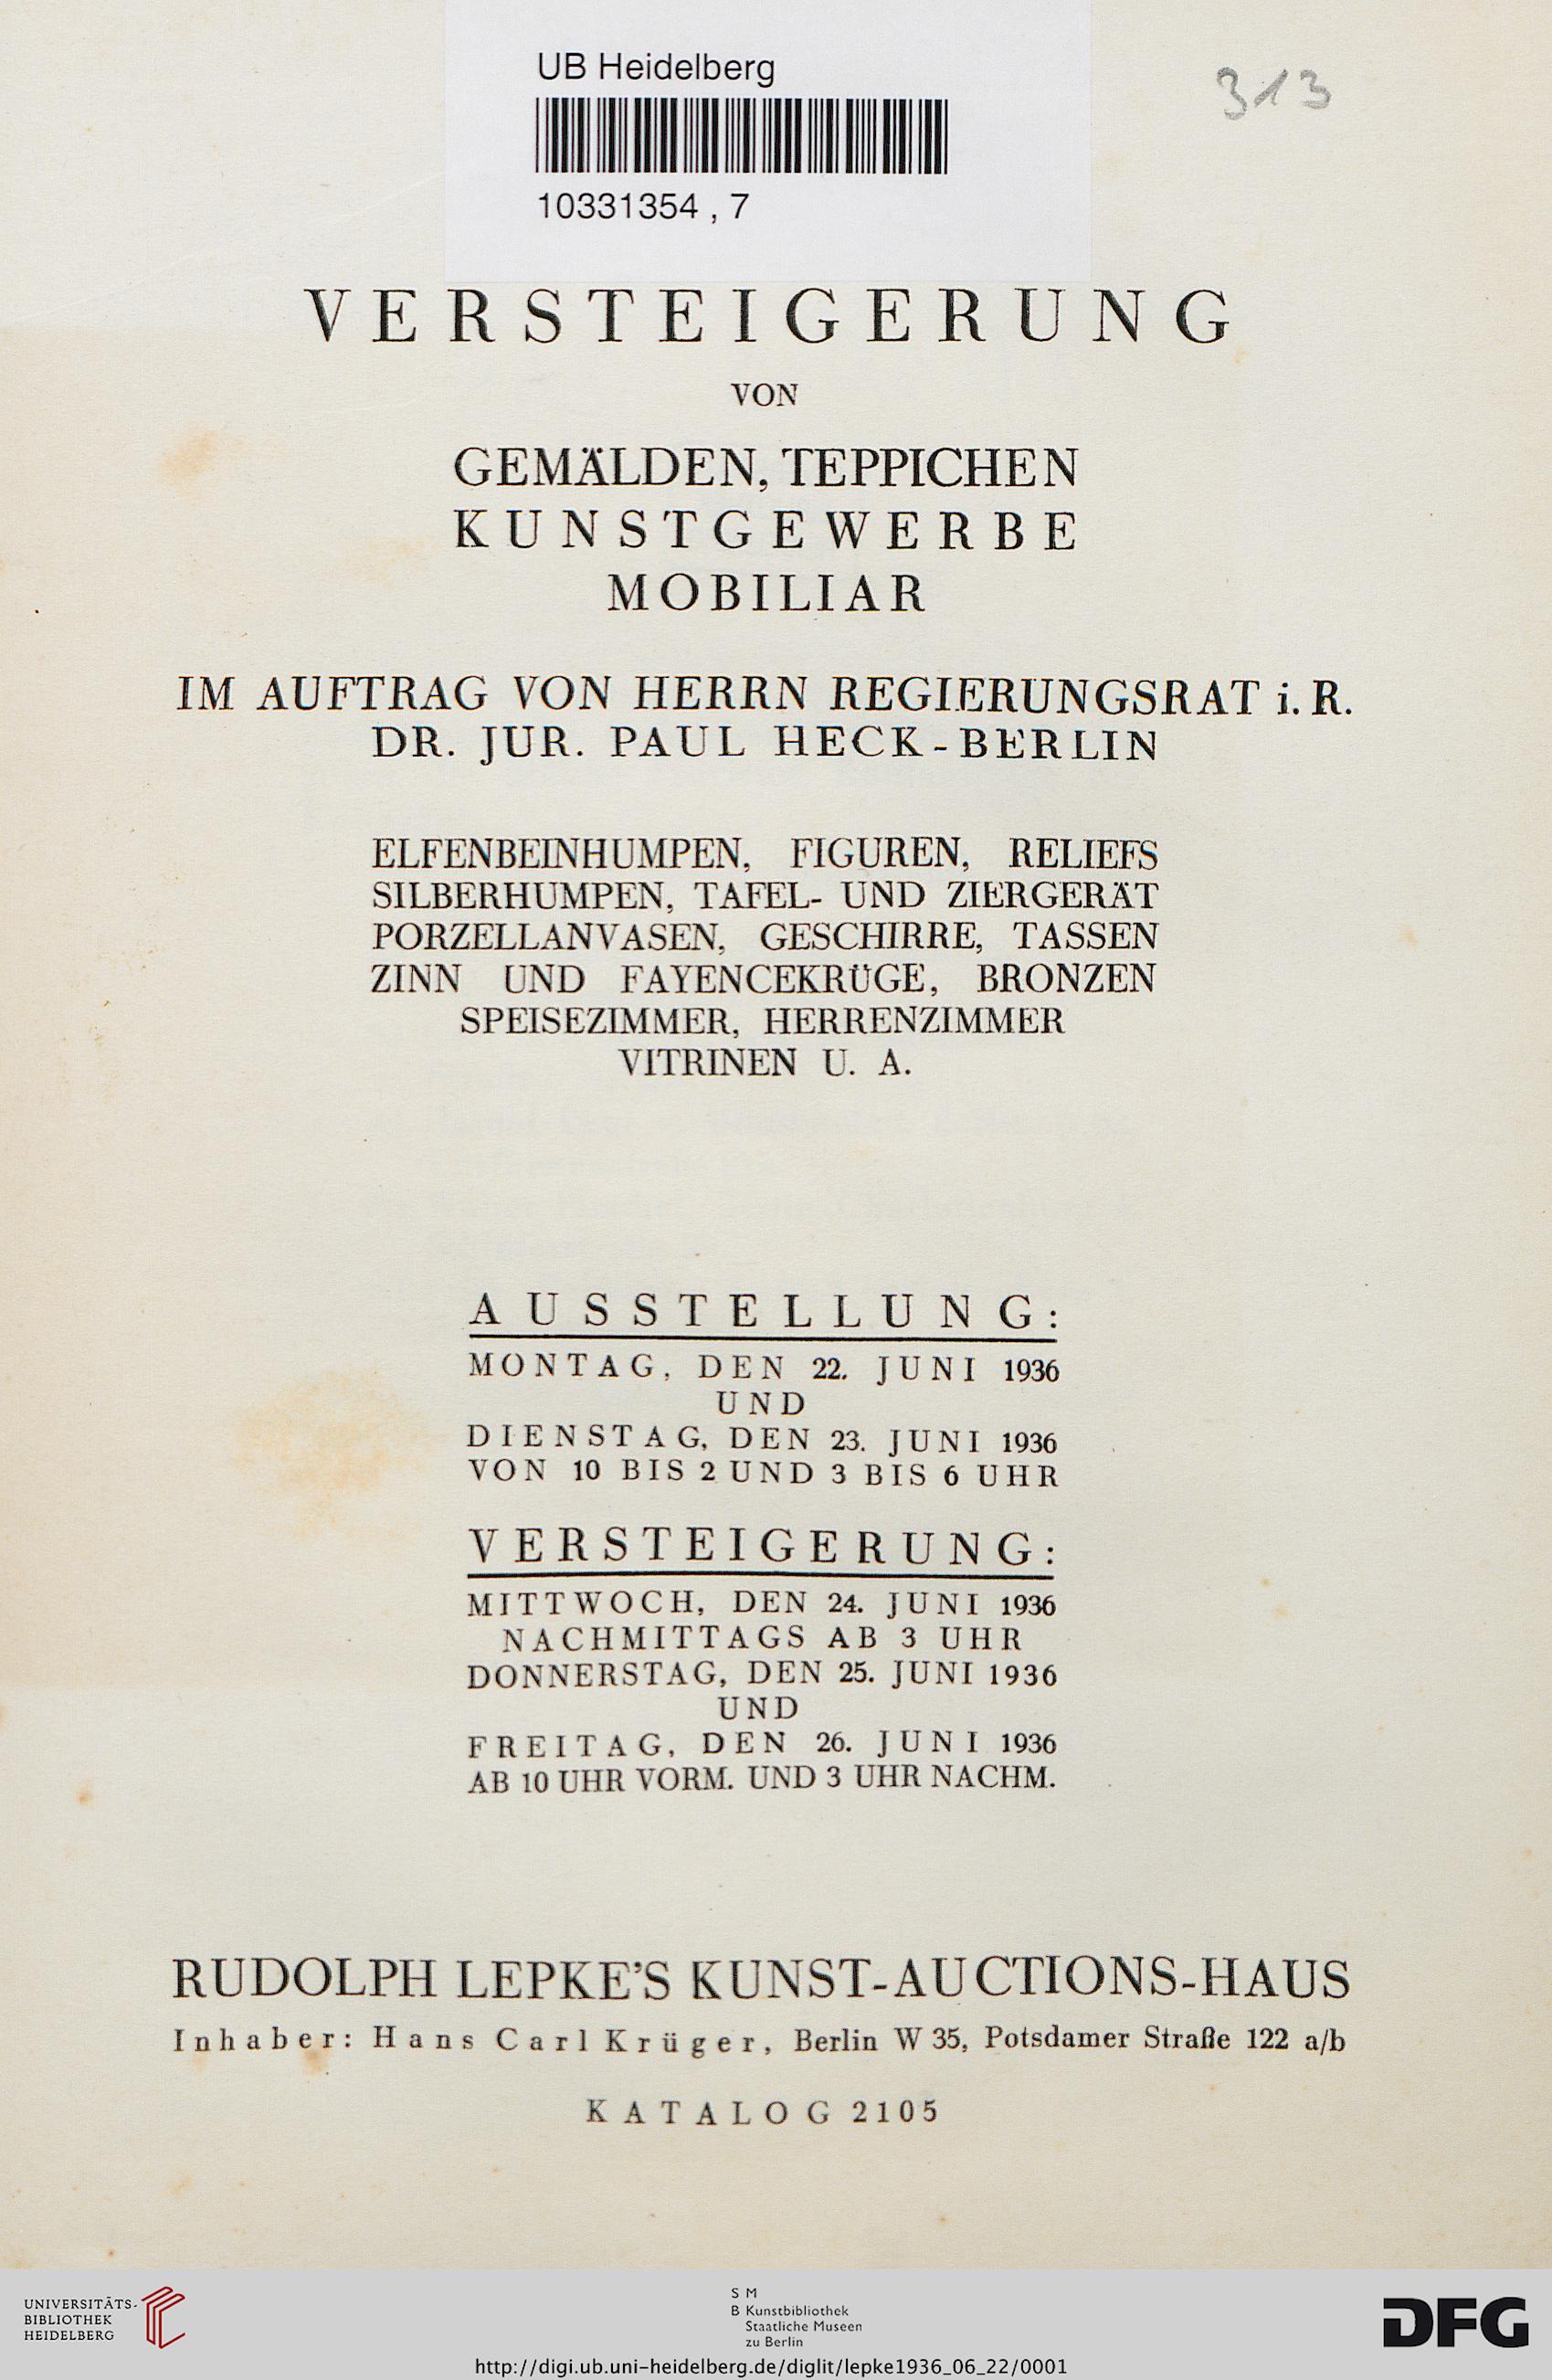 UB Heidelberg
313
10331354 , 7
VERSTEIGERUNG
VON
GEMÄLDEN, TEPPICHEN
KUNSTGEWERBE
MOBILIAR
IM AUFTRAG VON HERRN REGIERUNGSRAT i. R.
DR. JUR. PAUL HECK-BERLIN
ELFENBEINHUMPEN, FIGUREN, RELIEFS
SILBERHUMPEN, TAFEL- UND ZIERGERÄT
PORZELLANVASEN, GESCHIRRE, TASSEN
ZINN UND FAYENCEKRÜGE, BRONZEN
SPEISEZIMMER, HERRENZIMMER
VITRINEN U. A.
AUSSTELLUNG:
MONTAG, DEN 22. JUNI 1936
UND
DIENSTAG, DEN 23. JUNI 1936
VON 10 BIS 2 UND 3 BIS 6 UHR
VERSTEIGERUNG:
MITTWOCH, DEN 24. JUNI 1936
NACHMITTAGS AB 3 UHR
DONNERSTAG, DEN 25. JUNI 1936
UND
FREITAG, DEN 26. JUNI 1936
AB 10 UHR VORM. UND 3 UHR NACHM.
RUDOLPH LEPKE'S KUNST-AUCTIONS-HAUS
Inhaber: Hans Carl Krüger, Berlin W 35, Potsdamer Straße 122 a/b
KATALOG 2105
UNIVERSITÄTS-
BIBLIOTHEK
HEIDELBERG
S M
B Kunstbibliothek
Staatliche Museen
zu Berlin
DFG
http://digi.ub.uni-heidelberg.de/diglit/lepke1936_06_22/0001